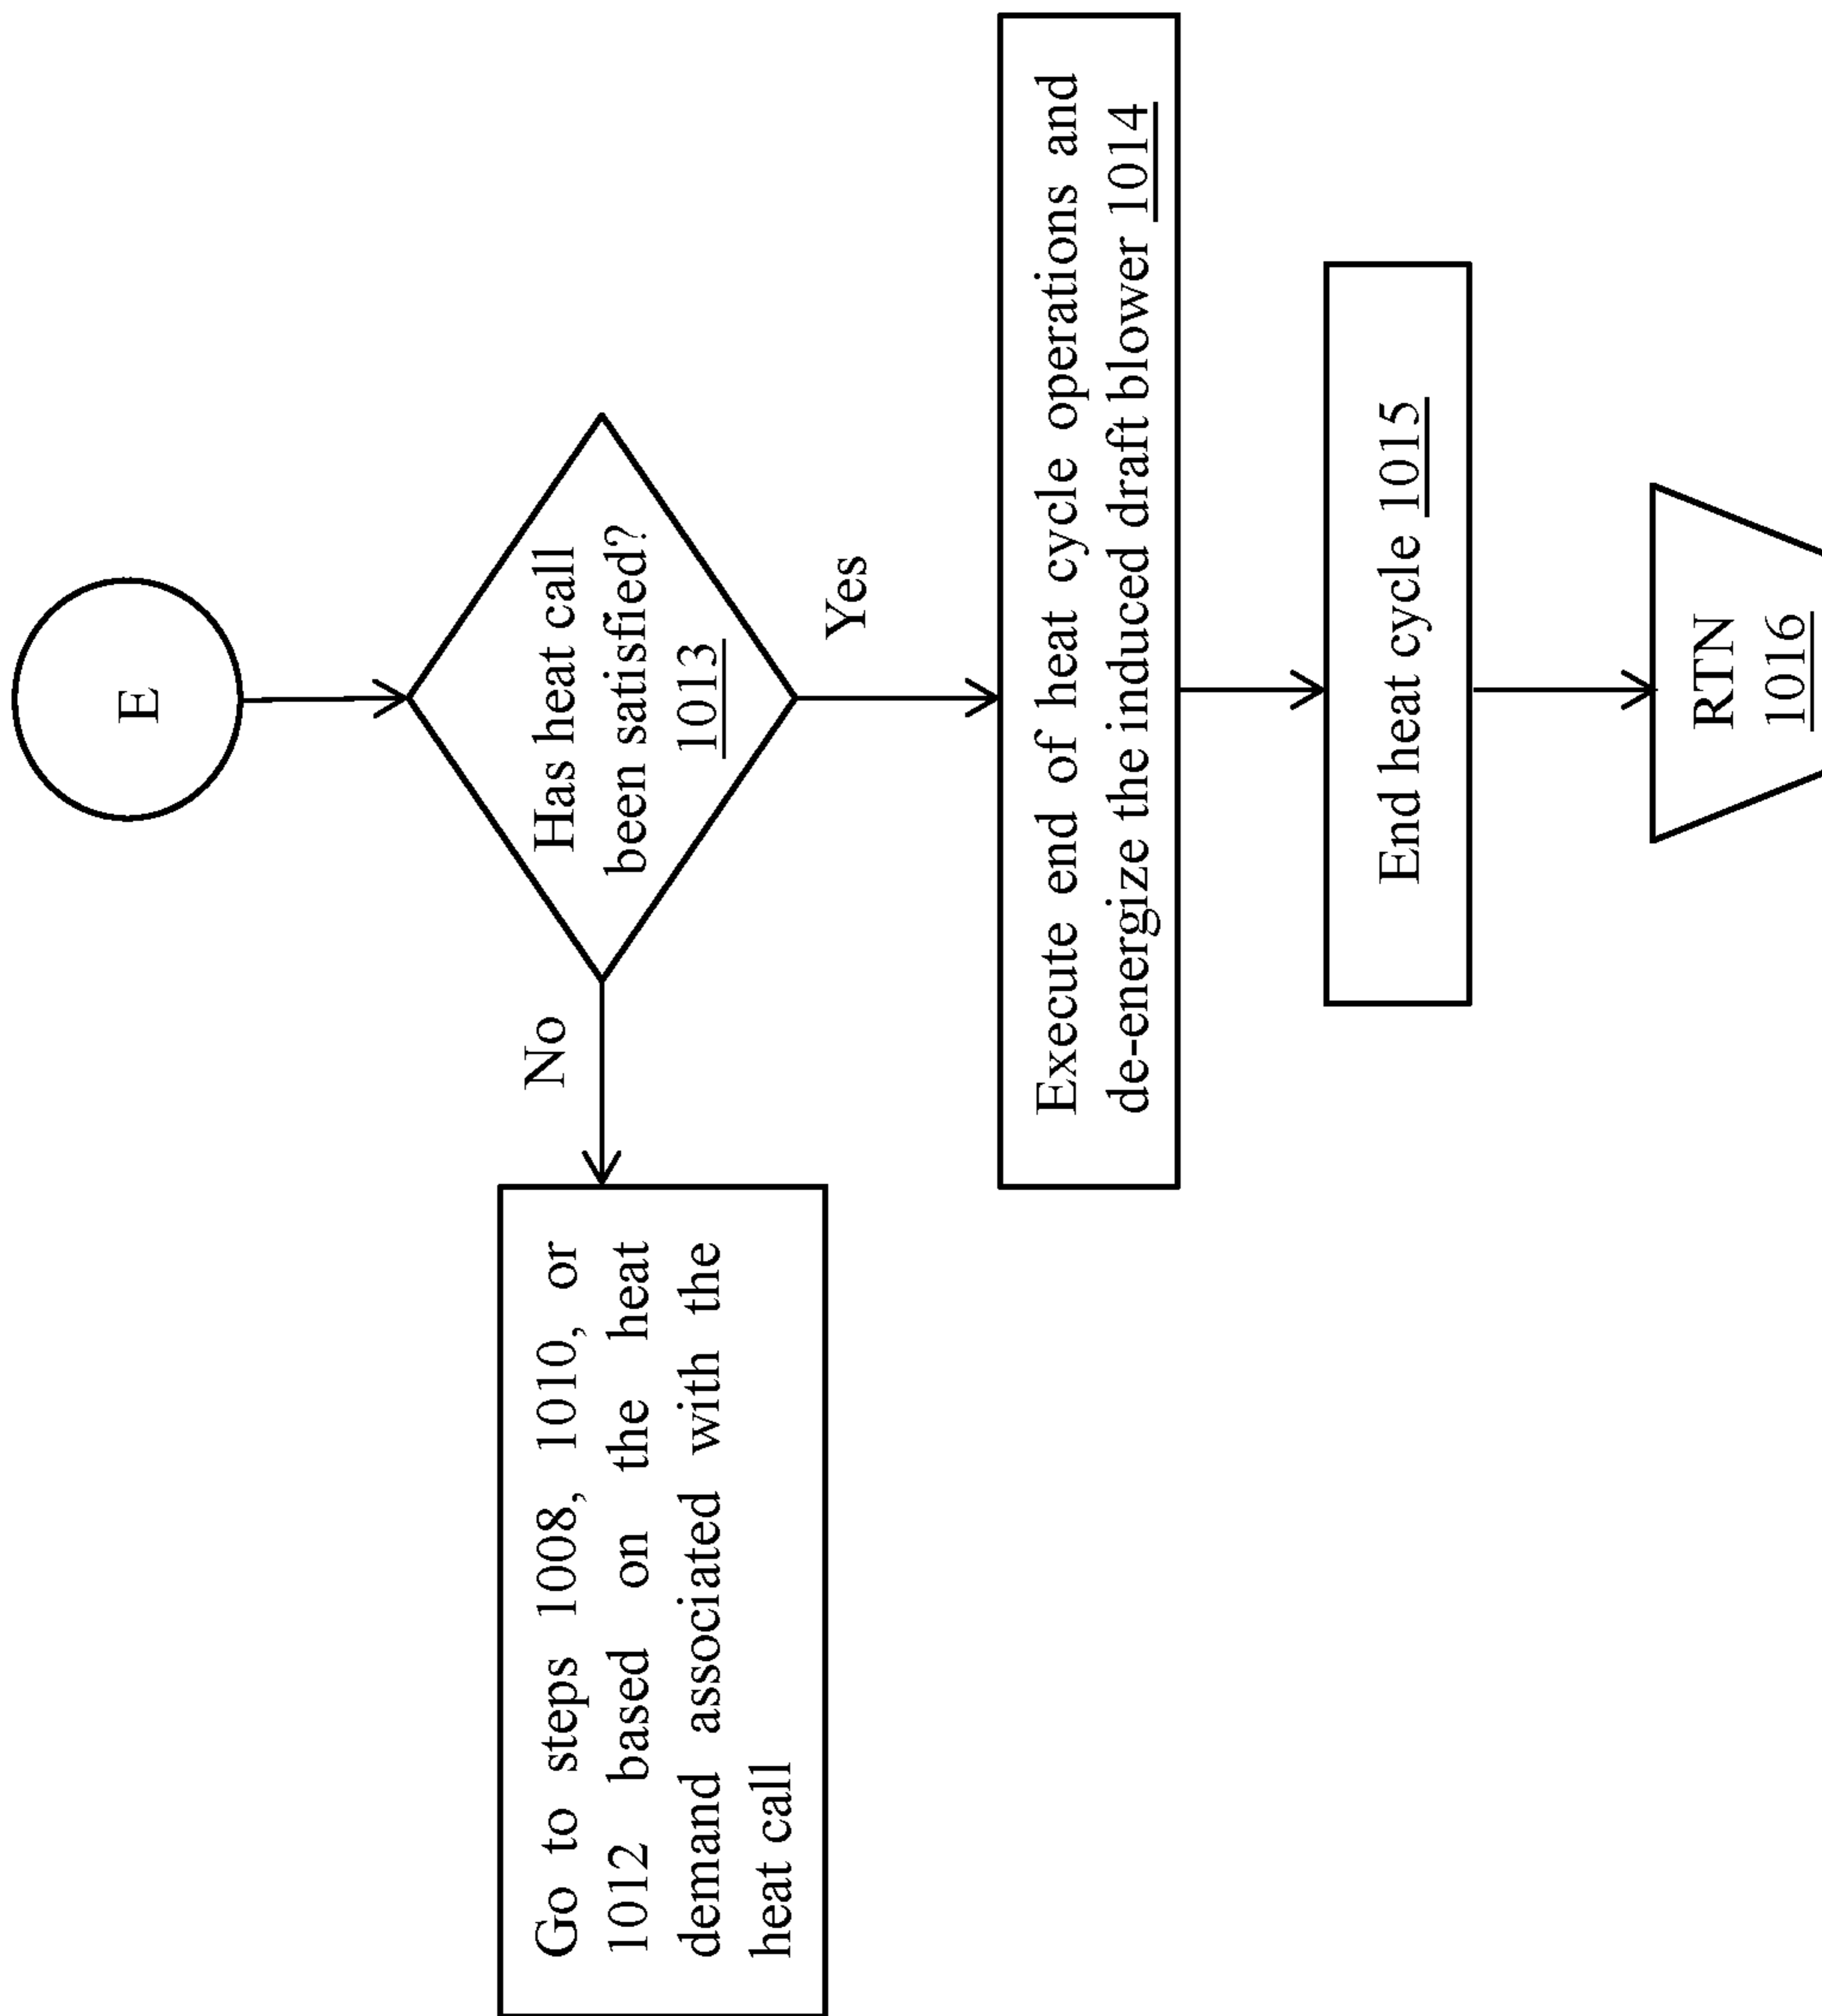 E
Has heat call
been satisfied?
1013
No
Yes
Go to steps 1008, 1010, or
1012 based on the heat
demand associated with the
heat call
Execute end of heat cycle operations and
de-energize the induced draft blower 1014
End heat cycle 1015
RTN
1016